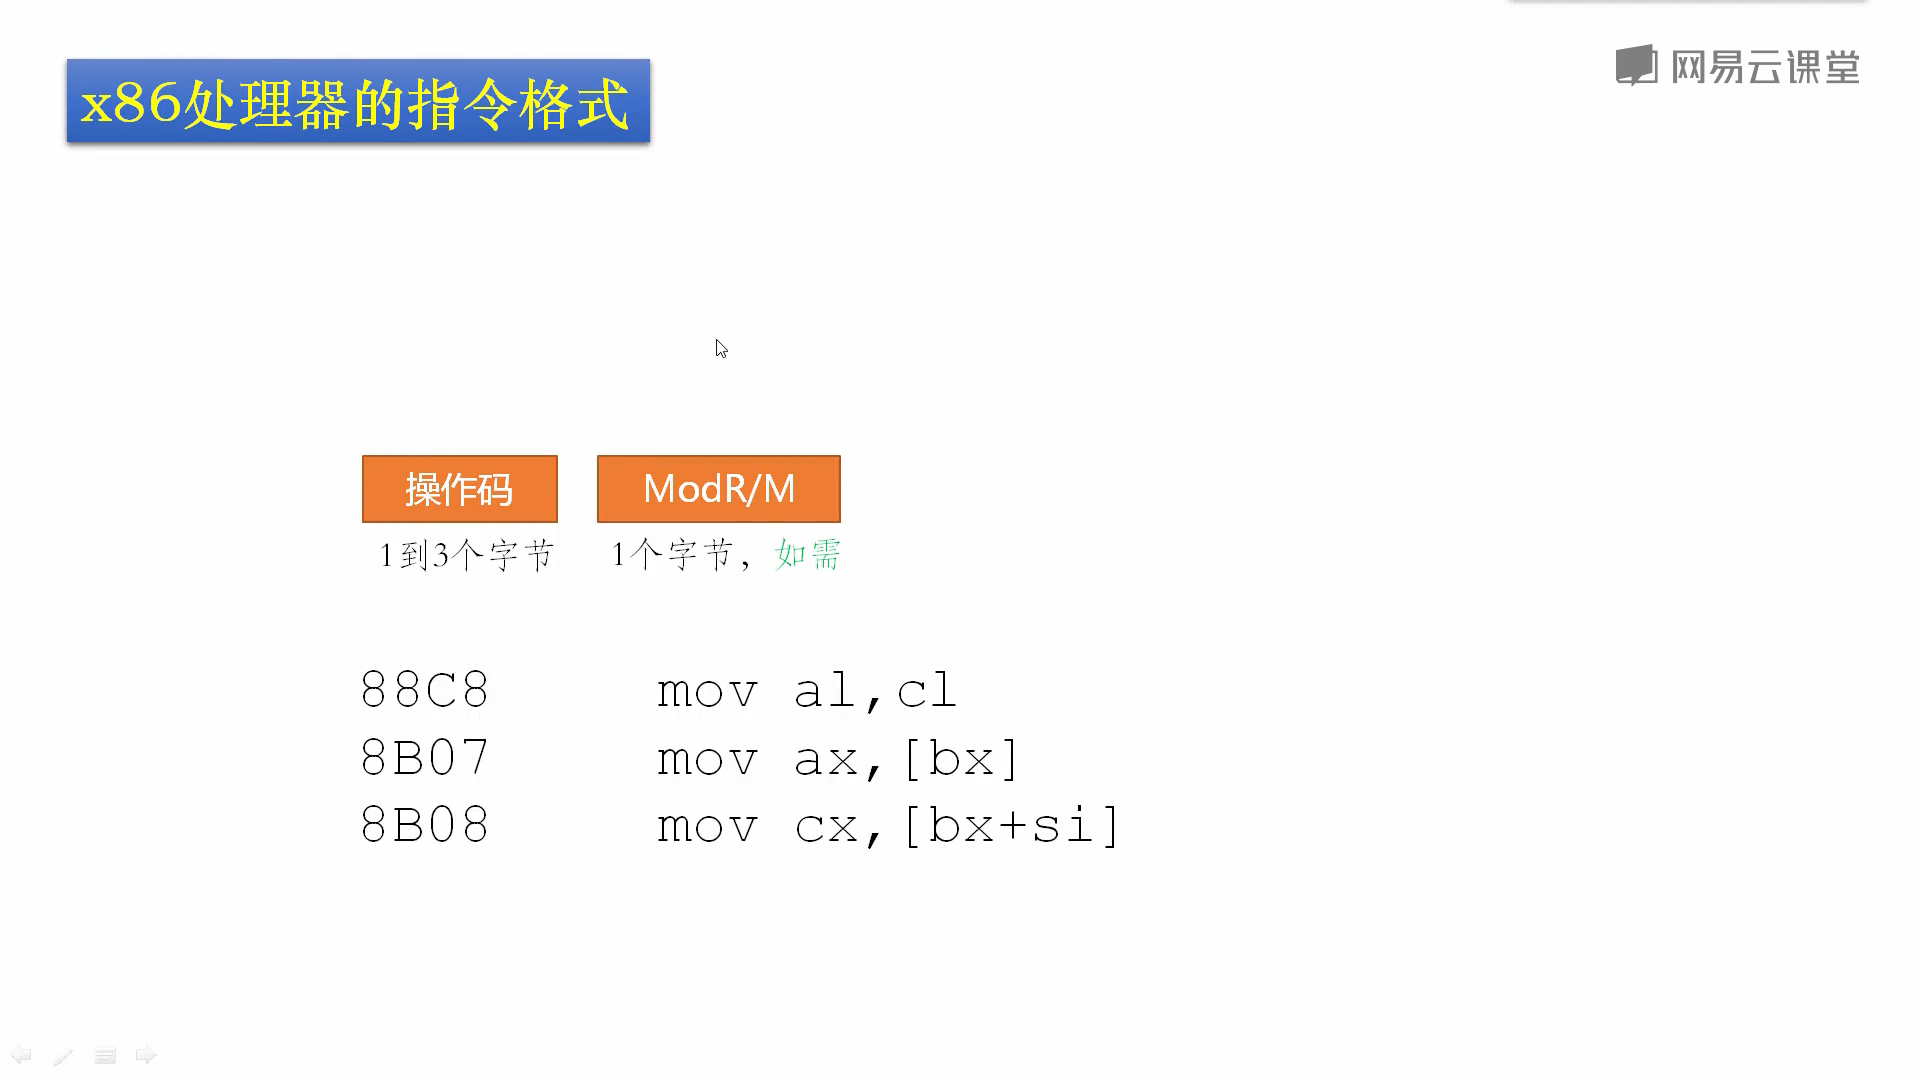 x86处理器的指令格式
网易云课堂
操作码 ModR/M
1到3个字节 1个字节，如需
88C8 mov al,cl
8B07 mov ax,[bx]
8B08 mov cx,[bx+si]